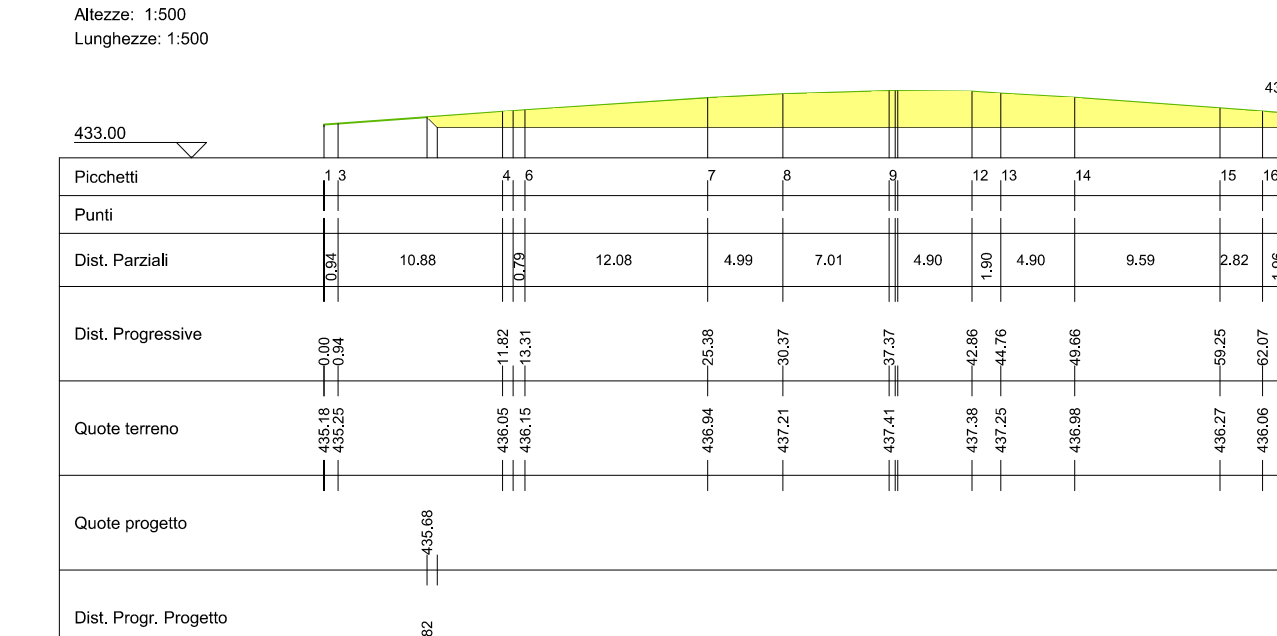 Altezze: 1:500
Lunghezze: 1:500
433.00
Picchetti 1 3 4 6 7 8 9 12 13 14 15 16
Punti
Dist. Parziali 0.94 10.88 0.79 12.08 4.99 7.01 4.90 1.90 4.90 9.59 2.82
Dist. Progressive 0.00 0.94 11.82 13.31 25.38 30.37 37.37 42.86 44.76 49.66 59.25 62.07
Quote terreno 435.18 435.25 436.05 436.15 436.94 437.21 437.41 437.38 437.25 436.98 436.27 436.06
Quote progetto 435.68
Dist. Progr. Progetto